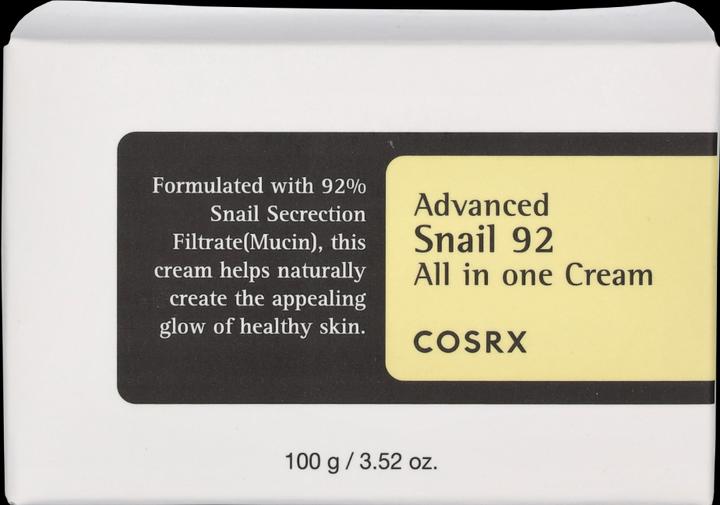 Formulated with 92%
Snail Secrection
Filtrate(Mucin), this
cream helps naturally
create the appealing
glow of healthy skin.
Advanced
Snail 92
All in one Cream
COSRX
100 g / 3.52 oz.